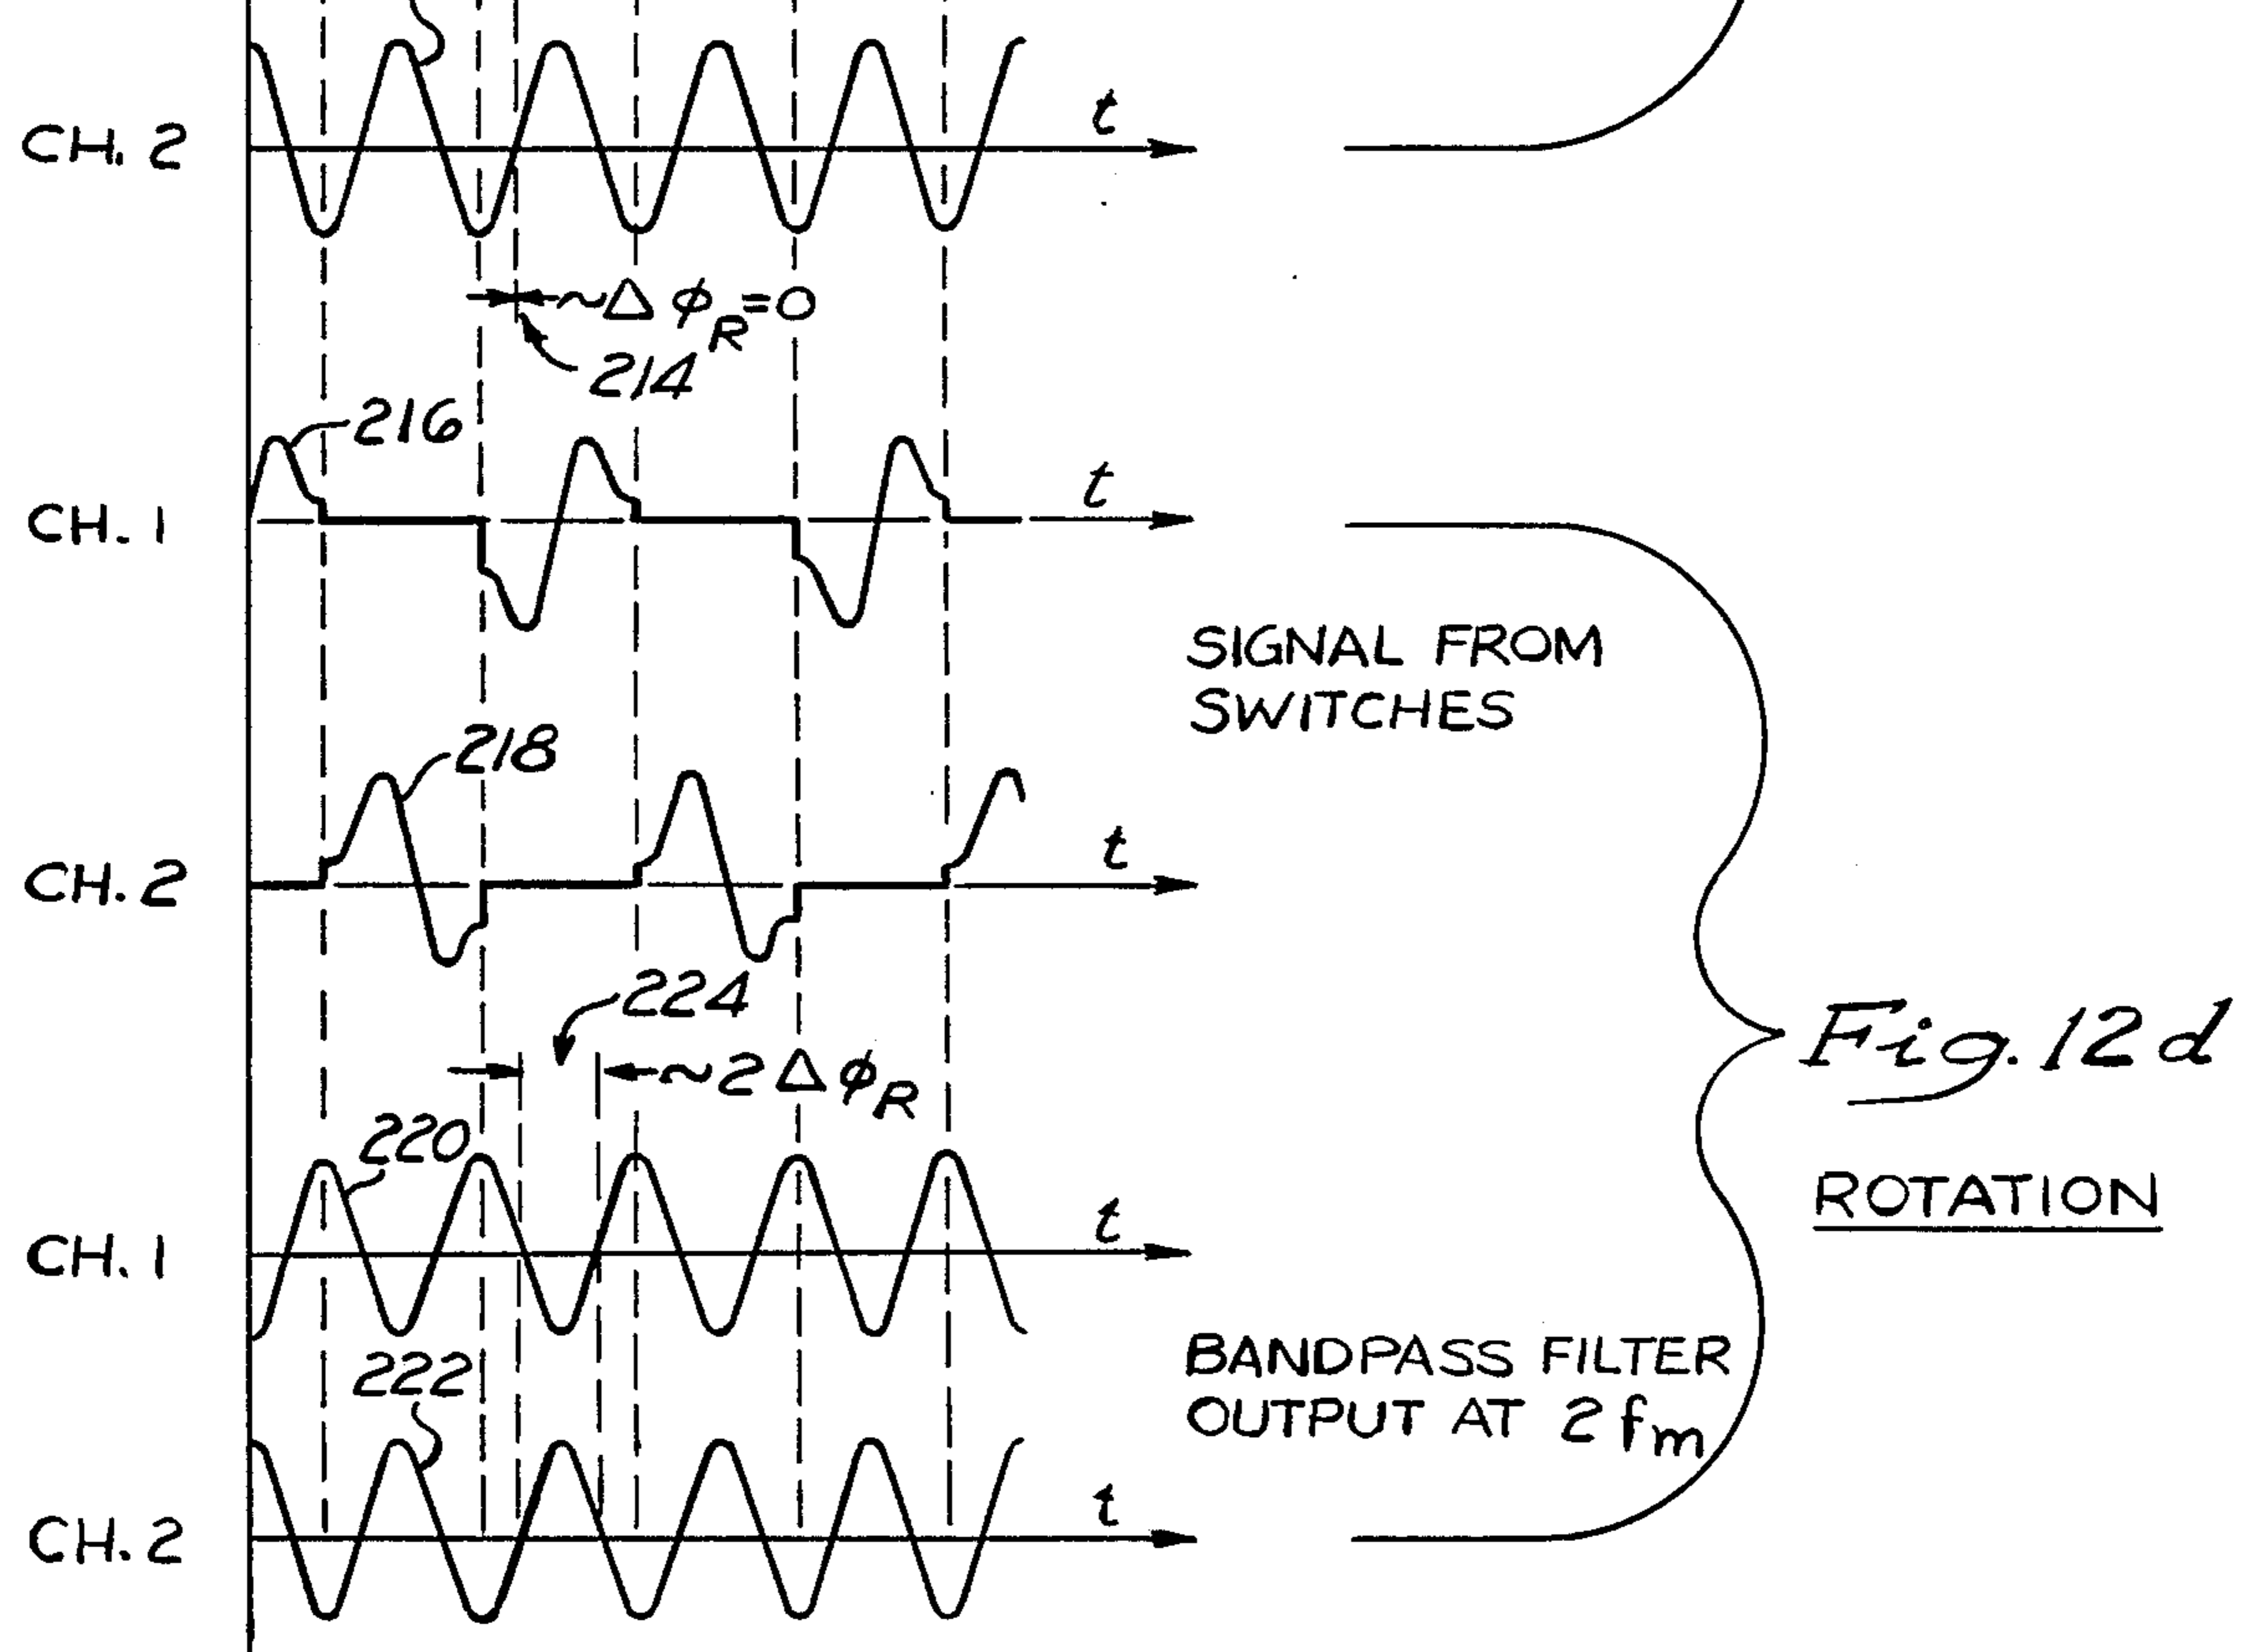 t
CH. 2
~Δ ϕR=0
214
216
t
CH. 1
SIGNAL FROM
SWITCHES
218
t
CH. 2
224
~2 Δ ϕR
Fig. 12d
220
ROTATION
t
CH. 1
BANDPASS FILTER
OUTPUT AT 2 fm
222
t
CH. 2